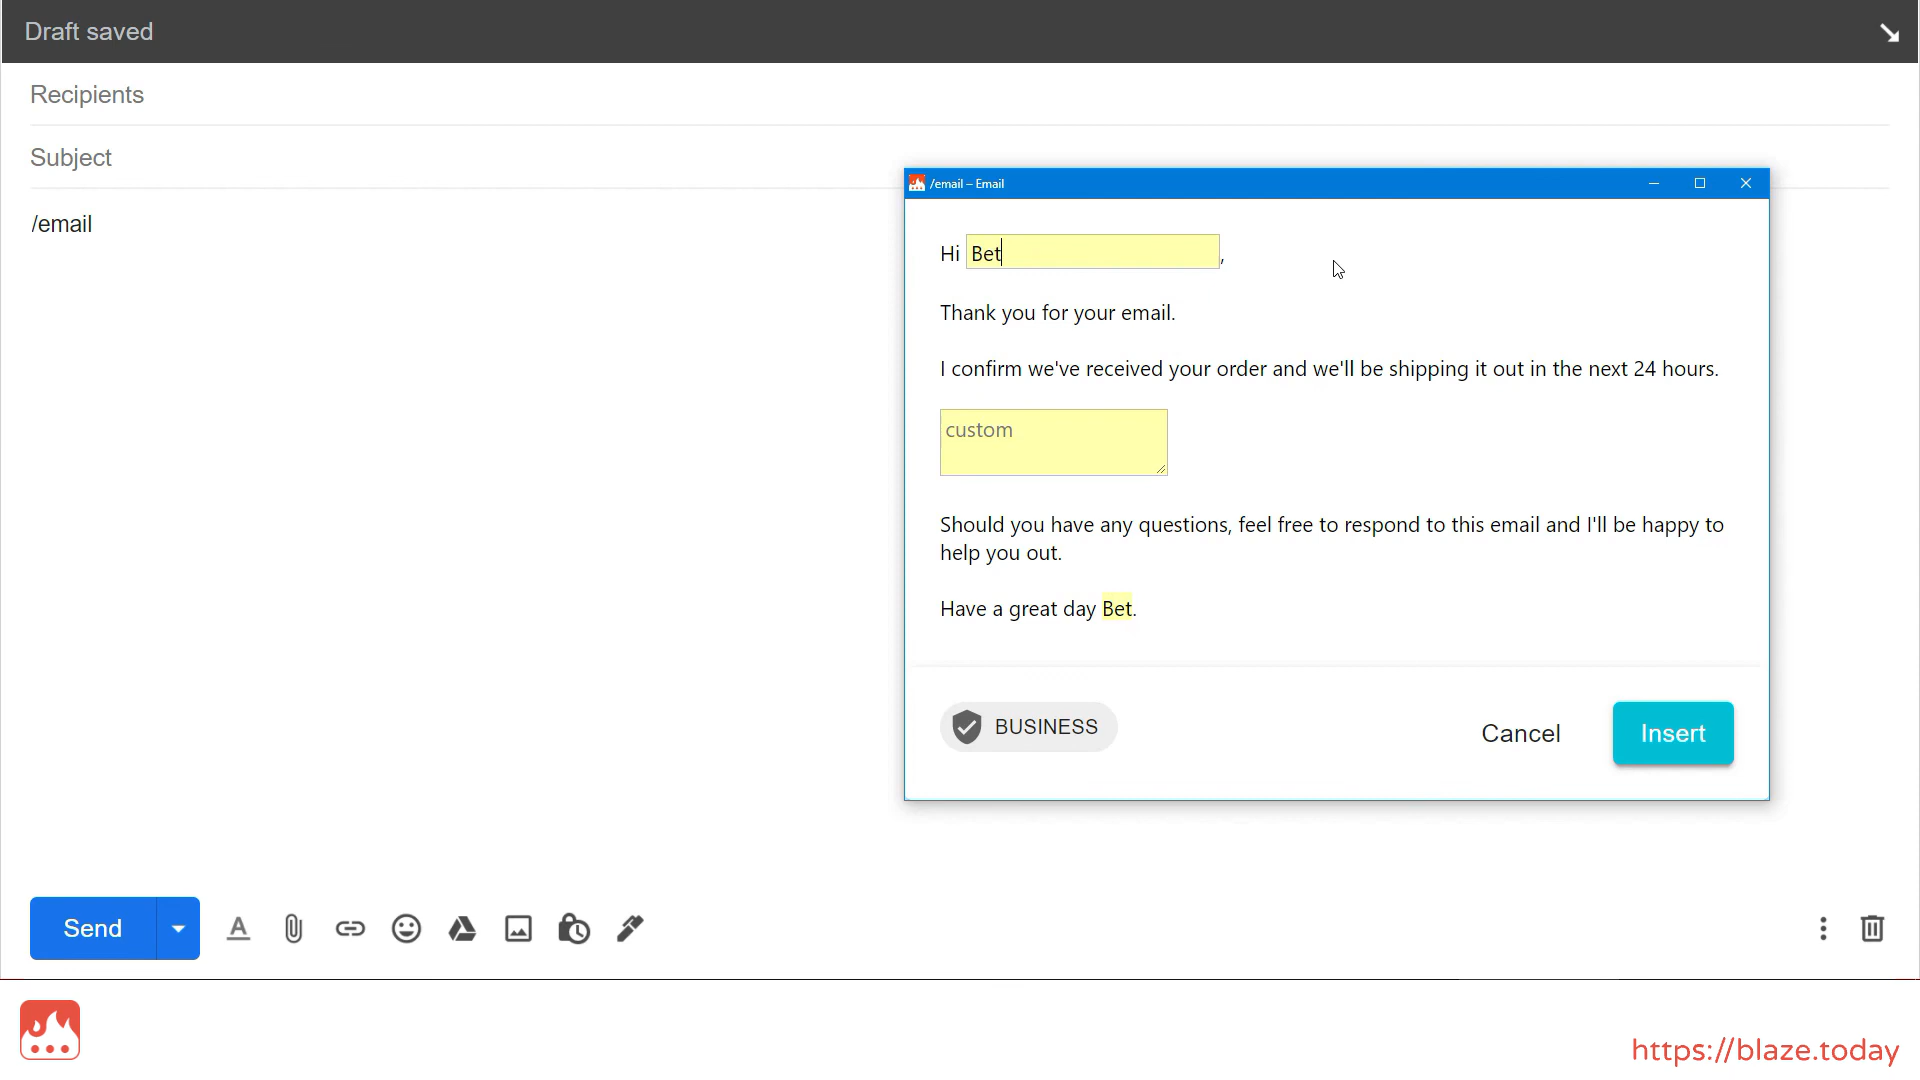 Draft saved
Recipients
Subject
/email
/email – Email
Hi Bet,
Thank you for your email.
I confirm we've received your order and we'll be shipping it out in the next 24 hours.
custom
Should you have any questions, feel free to respond to this email and I'll be happy to
help you out.
Have a great day Bet.
BUSINESS
Cancel
Insert
Send
https://blaze.today